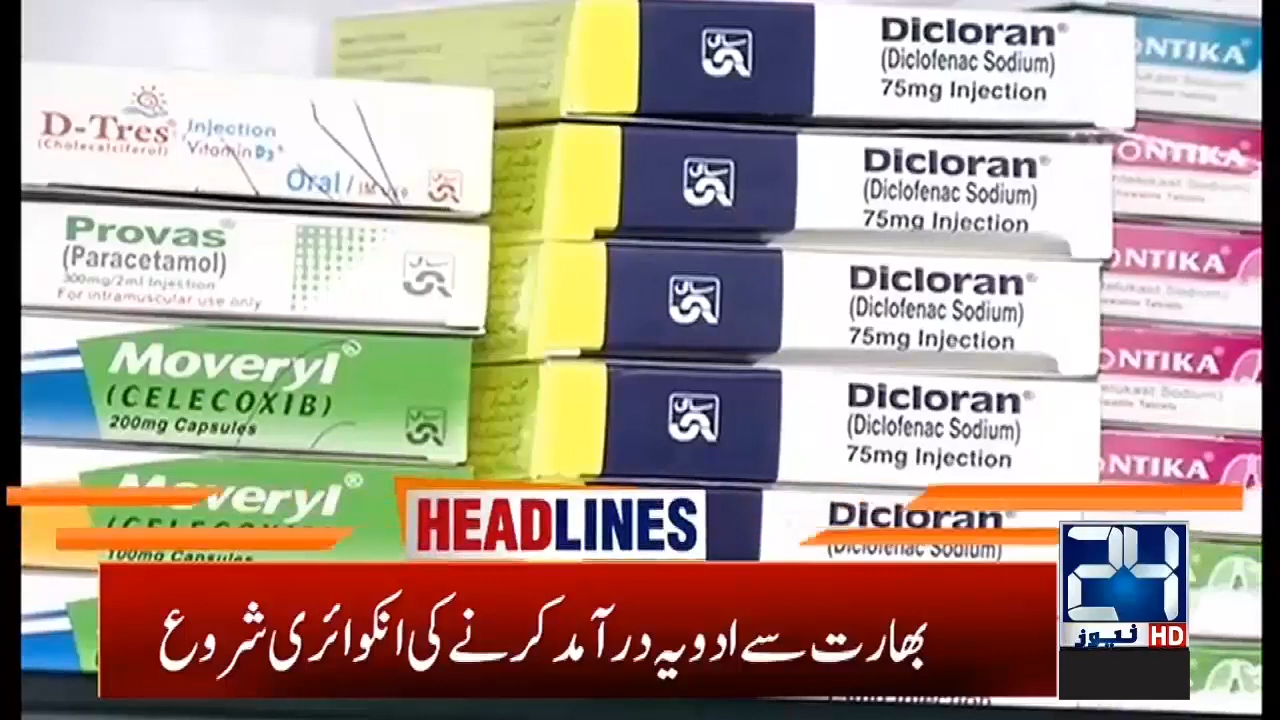 D-Tres® Injection
(Cholecalciferol) Vitamin D3®
Oral / IM use
Provas®
(Paracetamol)
300mg/2ml Injection
For intramuscular use only
Moveryl®
(CELECOXIB)
200mg Capsules
Moveryl®
100mg Capsules
Dicloran®
(Diclofenac Sodium)
75mg Injection
Dicloran®
(Diclofenac Sodium)
75mg Injection
Dicloran®
(Diclofenac Sodium)
75mg Injection
Dicloran®
(Diclofenac Sodium)
75mg Injection
Dicloran®
(Diclofenac Sodium)
ONTIKA®
ONTIKA®
ONTIKA®
ONTIKA®
ONTIKA®
HEADLINES
بھارت سے ادویہ درآمد کرنے کی انکوائری شروع
24
نیوز HD